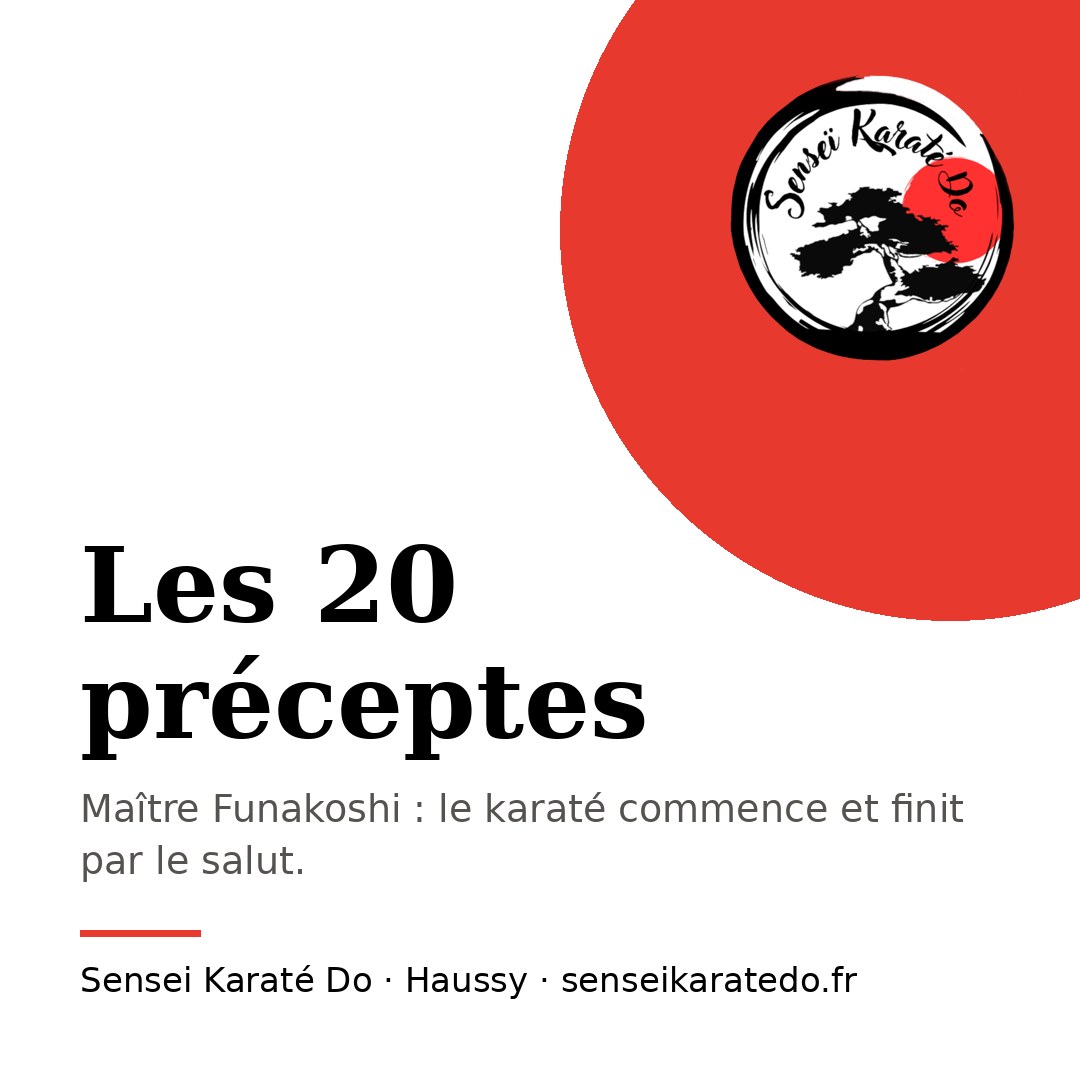 Senseï Karaté Do
Les 20
préceptes
Maître Funakoshi : le karaté commence et finit
par le salut.
Sensei Karaté Do · Haussy · senseikaratedo.fr